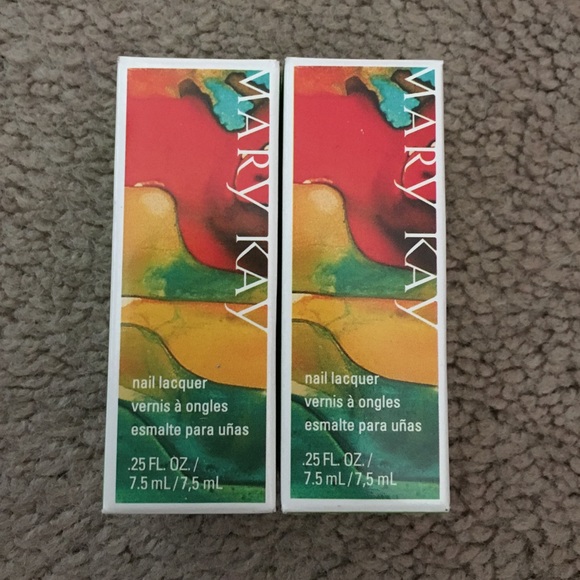 MARY KAY
nail lacquer
vernis à ongles
esmalte para uñas
.25 FL. OZ. /
7.5 mL / 7,5 mL
MARY KAY
nail lacquer
vernis à ongles
esmalte para uñas
.25 FL. OZ. /
7.5 mL / 7,5 mL